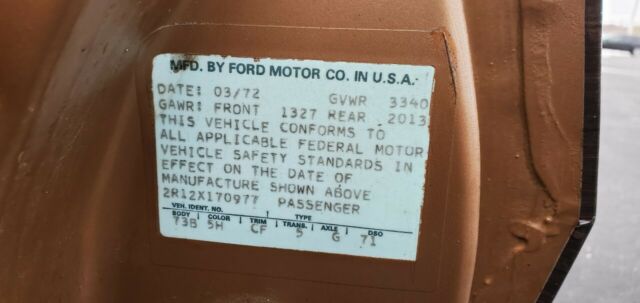 MFD. BY FORD MOTOR CO. IN U.S.A.
DATE: 03/72 GVWR 3340
GAWR: FRONT 1327 REAR 2013
THIS VEHICLE CONFORMS TO
ALL APPLICABLE FEDERAL MOTOR
VEHICLE SAFETY STANDARDS IN
EFFECT ON THE DATE OF
MANUFACTURE SHOWN ABOVE
2R12X170977 PASSENGER
VEH. IDENT. NO. TYPE
BODY COLOR TRIM TRANS. AXLE DSO
73B 5H CF 5 G 71